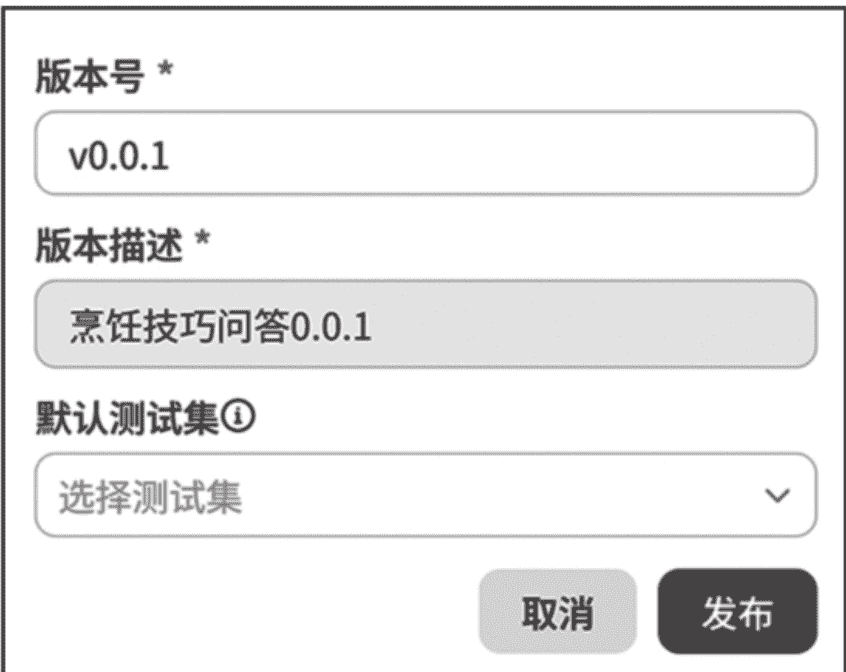 版本号 *
v0.0.1
版本描述 *
烹饪技巧问答0.0.1
默认测试集
选择测试集
取消 发布